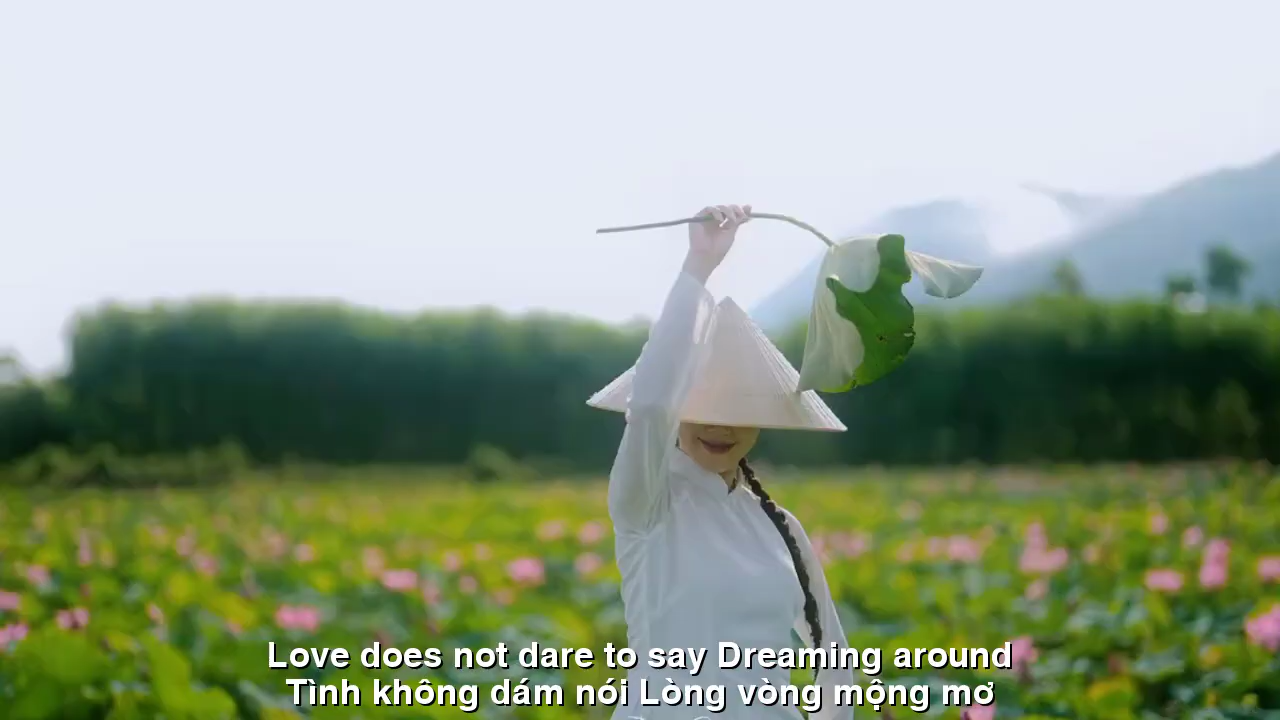 Love does not dare to say Dreaming around
Tình không dám nói Lòng vòng mộng mơ